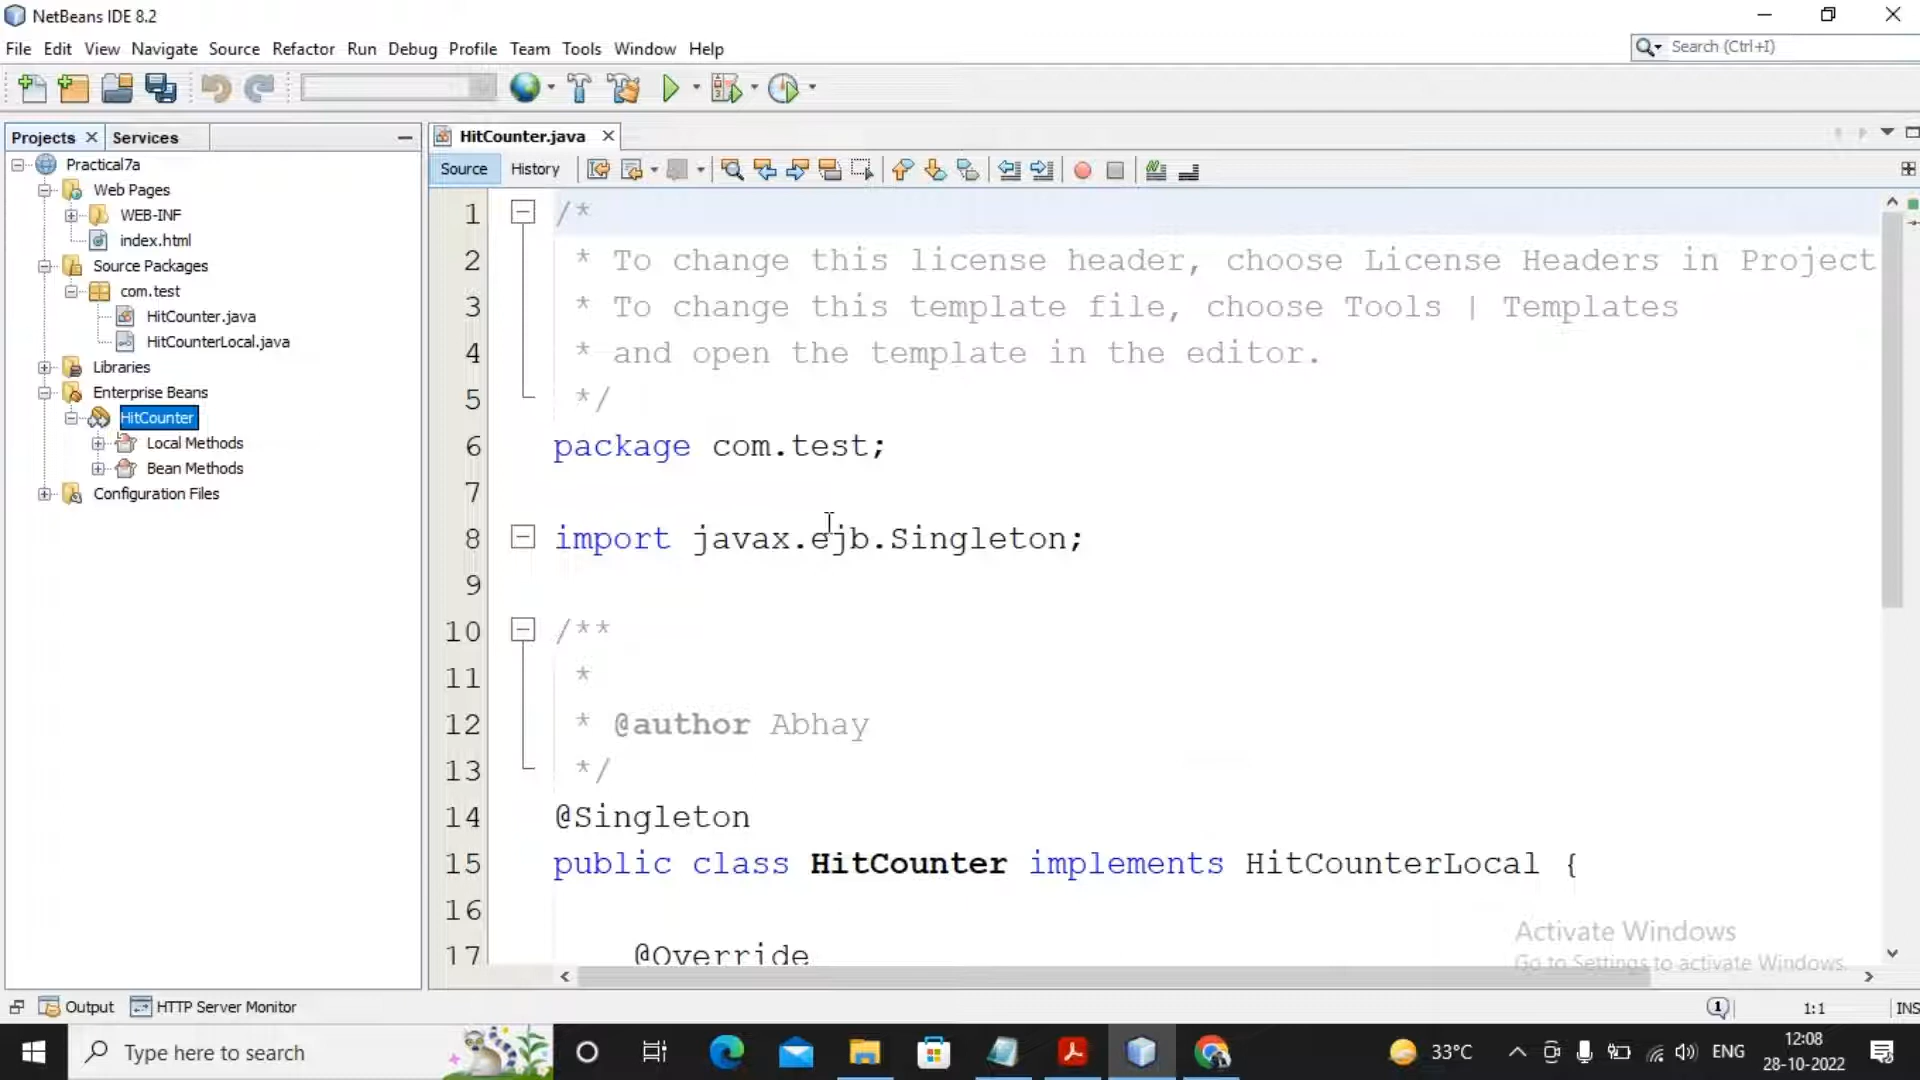 NetBeans IDE 8.2
File Edit View Navigate Source Refactor Run Debug Profile Team Tools Window Help
Search (Ctrl+I)
Projects Services
HitCounter.java
Source History
Practical7a
Web Pages
WEB-INF
index.html
Source Packages
com.test
HitCounter.java
HitCounterLocal.java
Libraries
Enterprise Beans
HitCounter
Local Methods
Bean Methods
Configuration Files
1 /*
2 * To change this license header, choose License Headers in Project
3 * To change this template file, choose Tools | Templates
4 * and open the template in the editor.
5 */
6 package com.test;
7
8 import javax.ejb.Singleton;
9
10 /**
11 *
12 * @author Abhay
13 */
14 @Singleton
15 public class HitCounter implements HitCounterLocal {
16
17 @Override
Activate Windows
Go to Settings to activate Windows.
Output HTTP Server Monitor
1:1 INS
Type here to search
33°C
ENG
12:08
28-10-2022